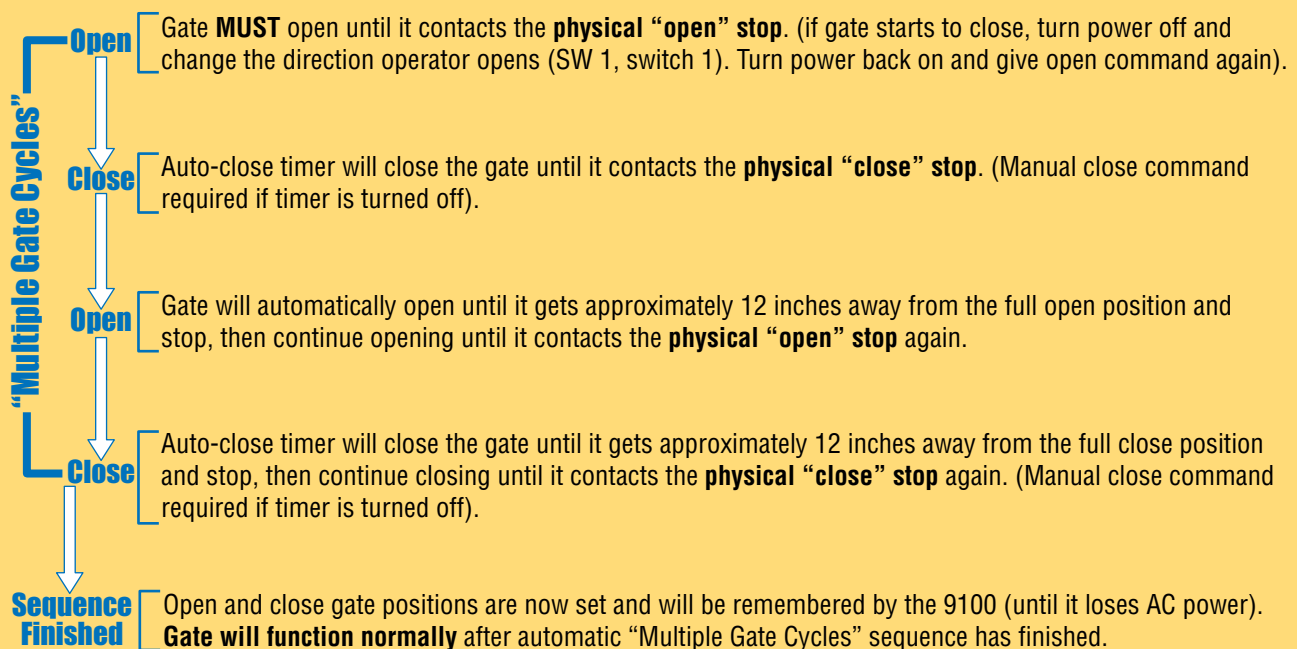 “Multiple Gate Cycles”
Open
Gate MUST open until it contacts the physical “open” stop. (if gate starts to close, turn power off and
change the direction operator opens (SW 1, switch 1). Turn power back on and give open command again).
Close
Auto-close timer will close the gate until it contacts the physical “close” stop. (Manual close command
required if timer is turned off).
Open
Gate will automatically open until it gets approximately 12 inches away from the full open position and
stop, then continue opening until it contacts the physical “open” stop again.
Close
Auto-close timer will close the gate until it gets approximately 12 inches away from the full close position
and stop, then continue closing until it contacts the physical “close” stop again. (Manual close command
required if timer is turned off).
Sequence
Finished
Open and close gate positions are now set and will be remembered by the 9100 (until it loses AC power).
Gate will function normally after automatic “Multiple Gate Cycles” sequence has finished.